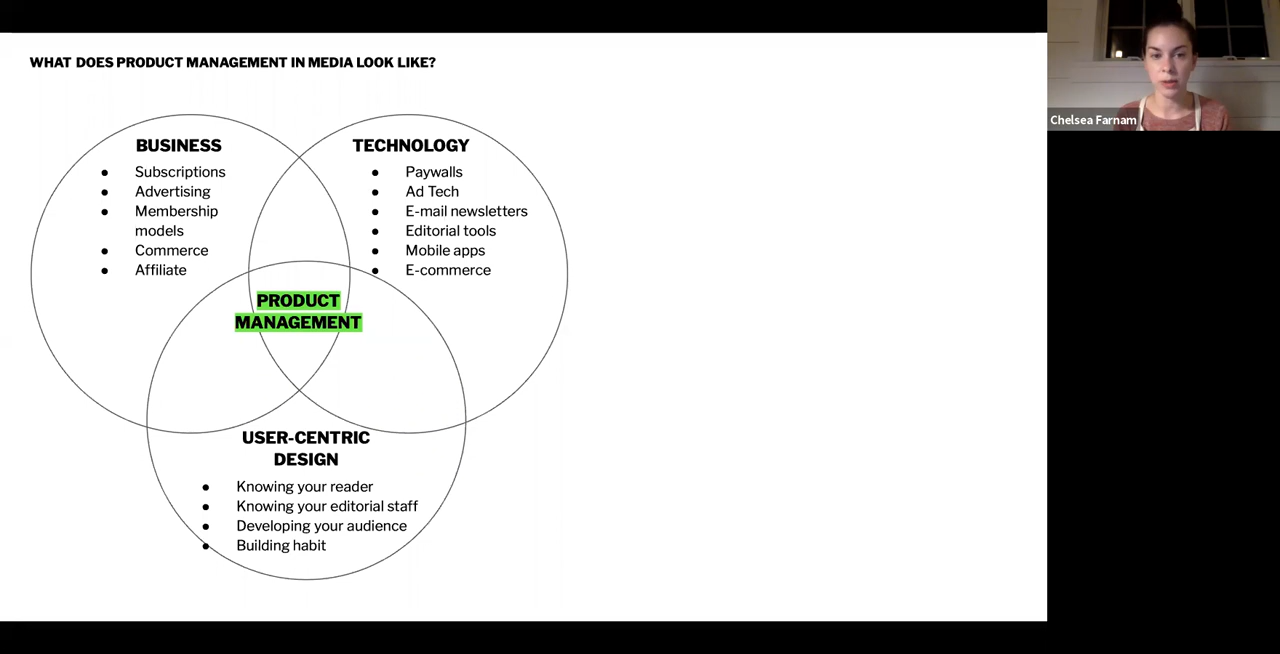 WHAT DOES PRODUCT MANAGEMENT IN MEDIA LOOK LIKE?
BUSINESS
● Subscriptions
● Advertising
● Membership
models
● Commerce
● Affiliate
TECHNOLOGY
● Paywalls
● Ad Tech
● E-mail newsletters
● Editorial tools
● Mobile apps
● E-commerce
PRODUCT
MANAGEMENT
USER-CENTRIC
DESIGN
● Knowing your reader
● Knowing your editorial staff
● Developing your audience
● Building habit
Chelsea Farnam